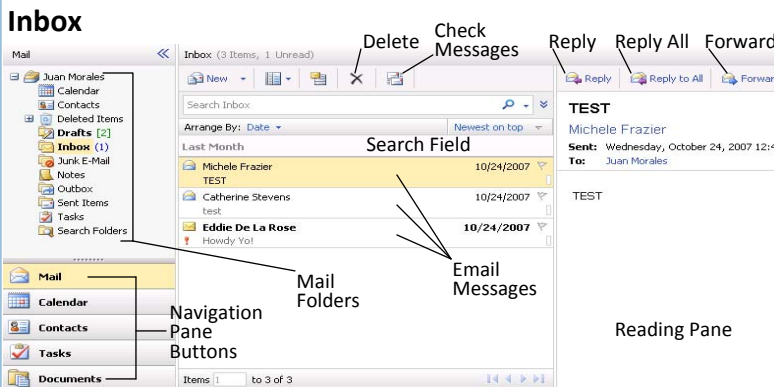 Inbox
Delete
Check
Messages
Reply
Reply All
Forward
Mail
Inbox (3 Items, 1 Unread)
New
Reply
Reply to All
Forwar
Juan Morales
Calendar
Contacts
Deleted Items
Drafts [2]
Inbox (1)
Junk E-Mail
Notes
Outbox
Sent Items
Tasks
Search Folders
Search Inbox
Arrange By: Date
Newest on top
Search Field
Last Month
Michele Frazier 10/24/2007
TEST
Catherine Stevens 10/24/2007
test
Eddie De La Rose 10/24/2007
Howdy Yo!
Email
Messages
Mail
Folders
Navigation
Pane
Buttons
Mail
Calendar
Contacts
Tasks
Documents
Items 1 to 3 of 3
TEST
Michele Frazier
Sent: Wednesday, October 24, 2007 12:4
To: Juan Morales
TEST
Reading Pane